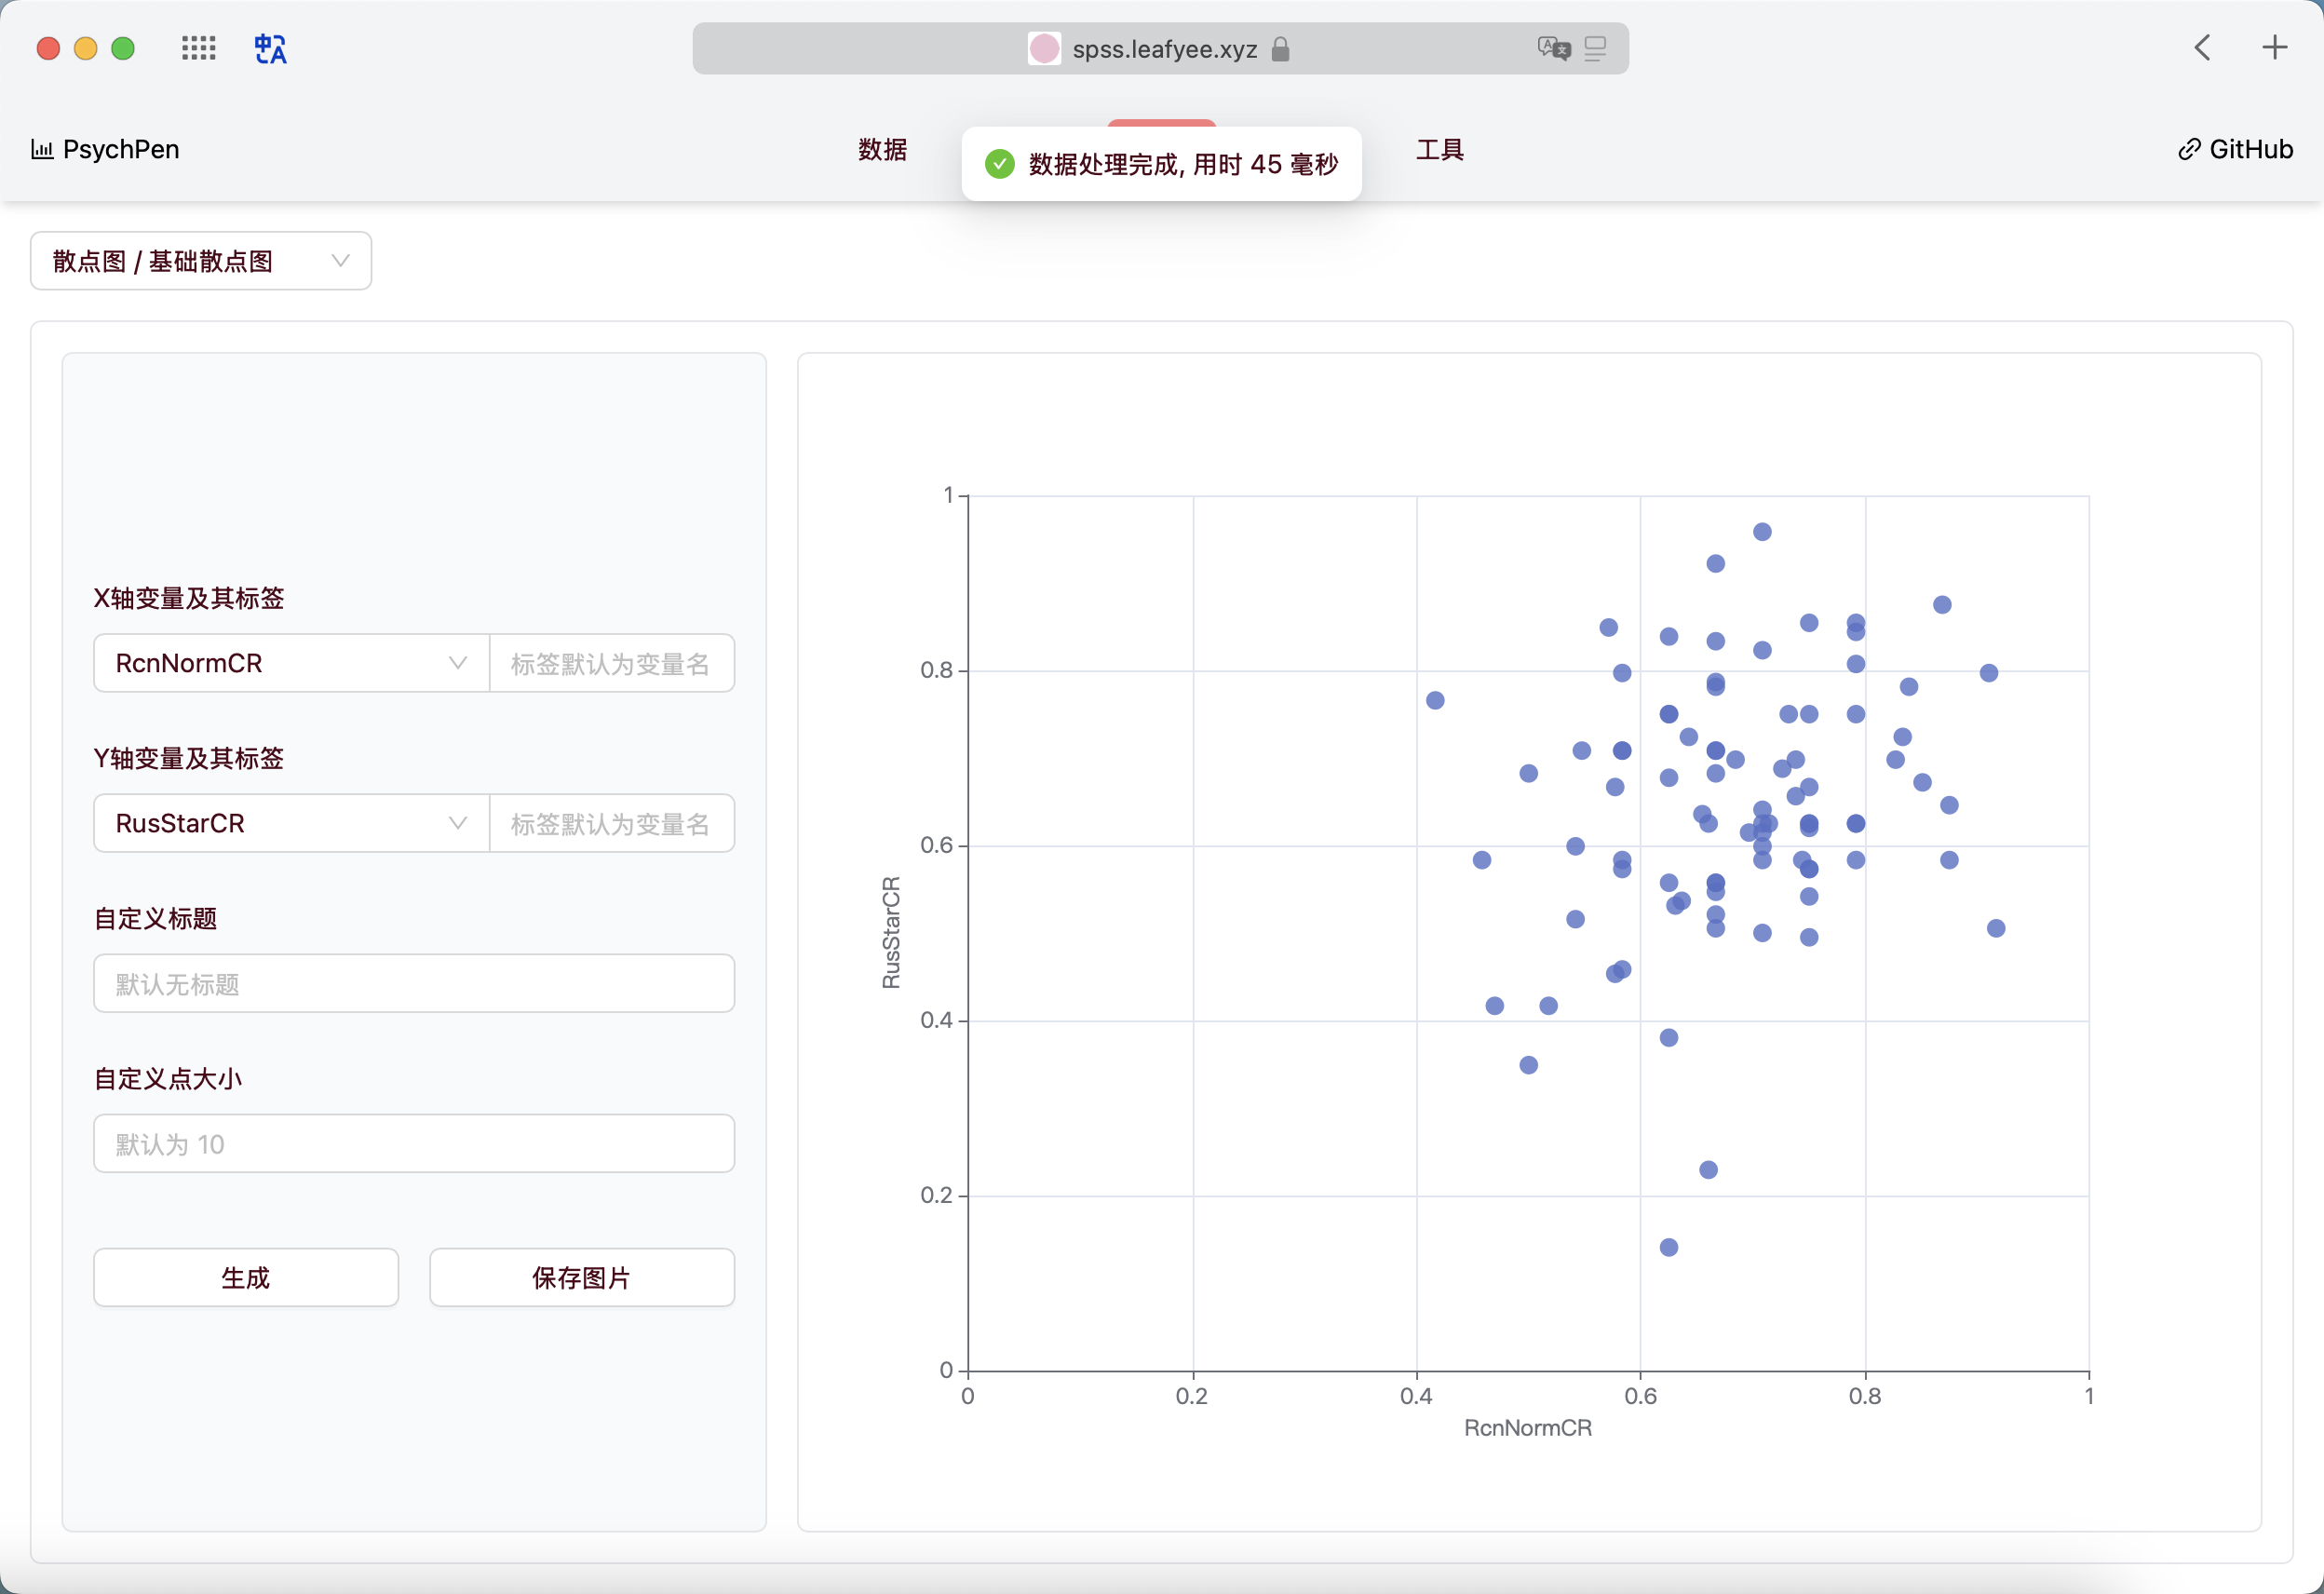 spss.leafyee.xyz
PsychPen
数据
数据处理完成, 用时 45 毫秒
工具
GitHub
散点图 / 基础散点图
X轴变量及其标签
RcnNormCR
标签默认为变量名
Y轴变量及其标签
RusStarCR
标签默认为变量名
自定义标题
默认无标题
自定义点大小
默认为 10
生成
保存图片
1
0.8
0.6
0.4
0.2
0
RusStarCR
0
0.2
0.4
0.6
0.8
1
RcnNormCR